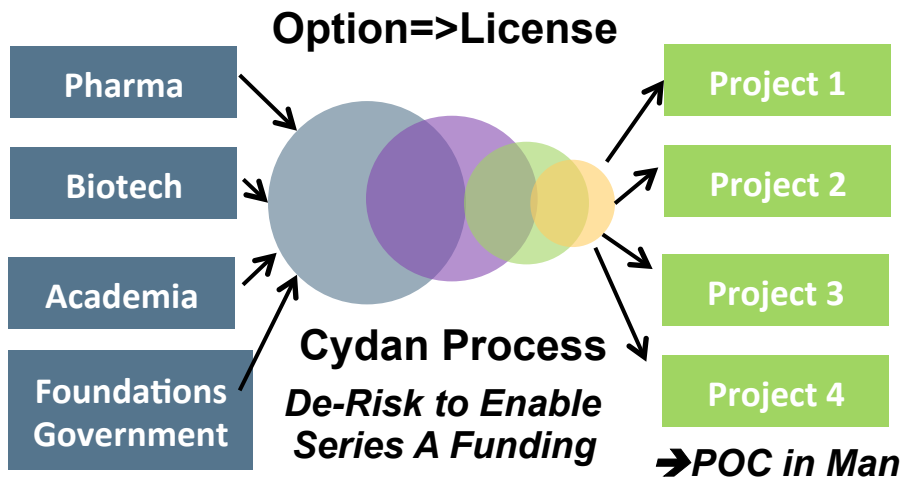 Option=>License
Pharma
Biotech
Academia
Foundations
Government
Cydan Process
De-Risk to Enable
Series A Funding
Project 1
Project 2
Project 3
Project 4
➔POC in Man